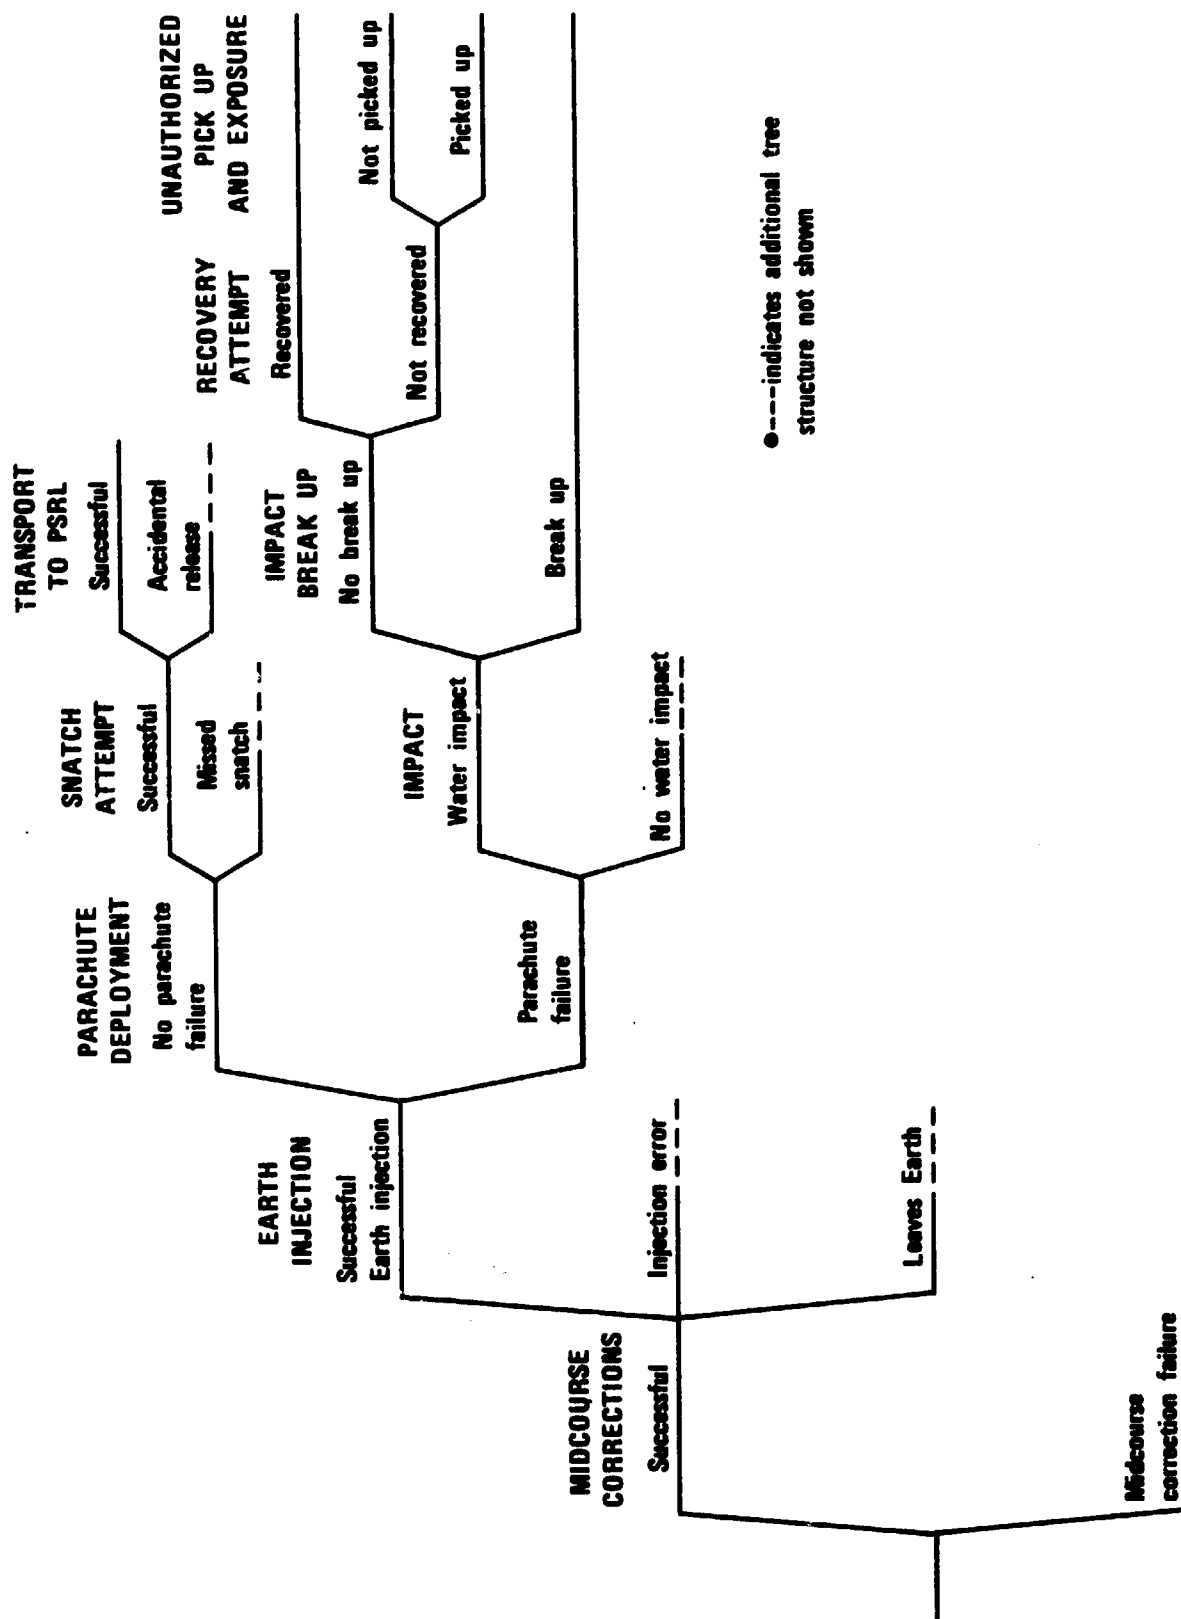 MIDCOURSE
CORRECTIONS
Successful
Midcourse
correction failure
EARTH
INJECTION
Successful
Earth injection
Injection error
Leaves Earth
PARACHUTE
DEPLOYMENT
No parachute
failure
Parachute
failure
SNATCH
ATTEMPT
Successful
Missed
snatch
IMPACT
Water impact
No water impact
TRANSPORT
TO PSRL
Successful
Accidental
release
IMPACT
BREAK UP
No break up
Break up
RECOVERY
ATTEMPT
Recovered
Not recovered
UNAUTHORIZED
PICK UP
AND EXPOSURE
Not picked up
Picked up
●---indicates additional tree
structure not shown